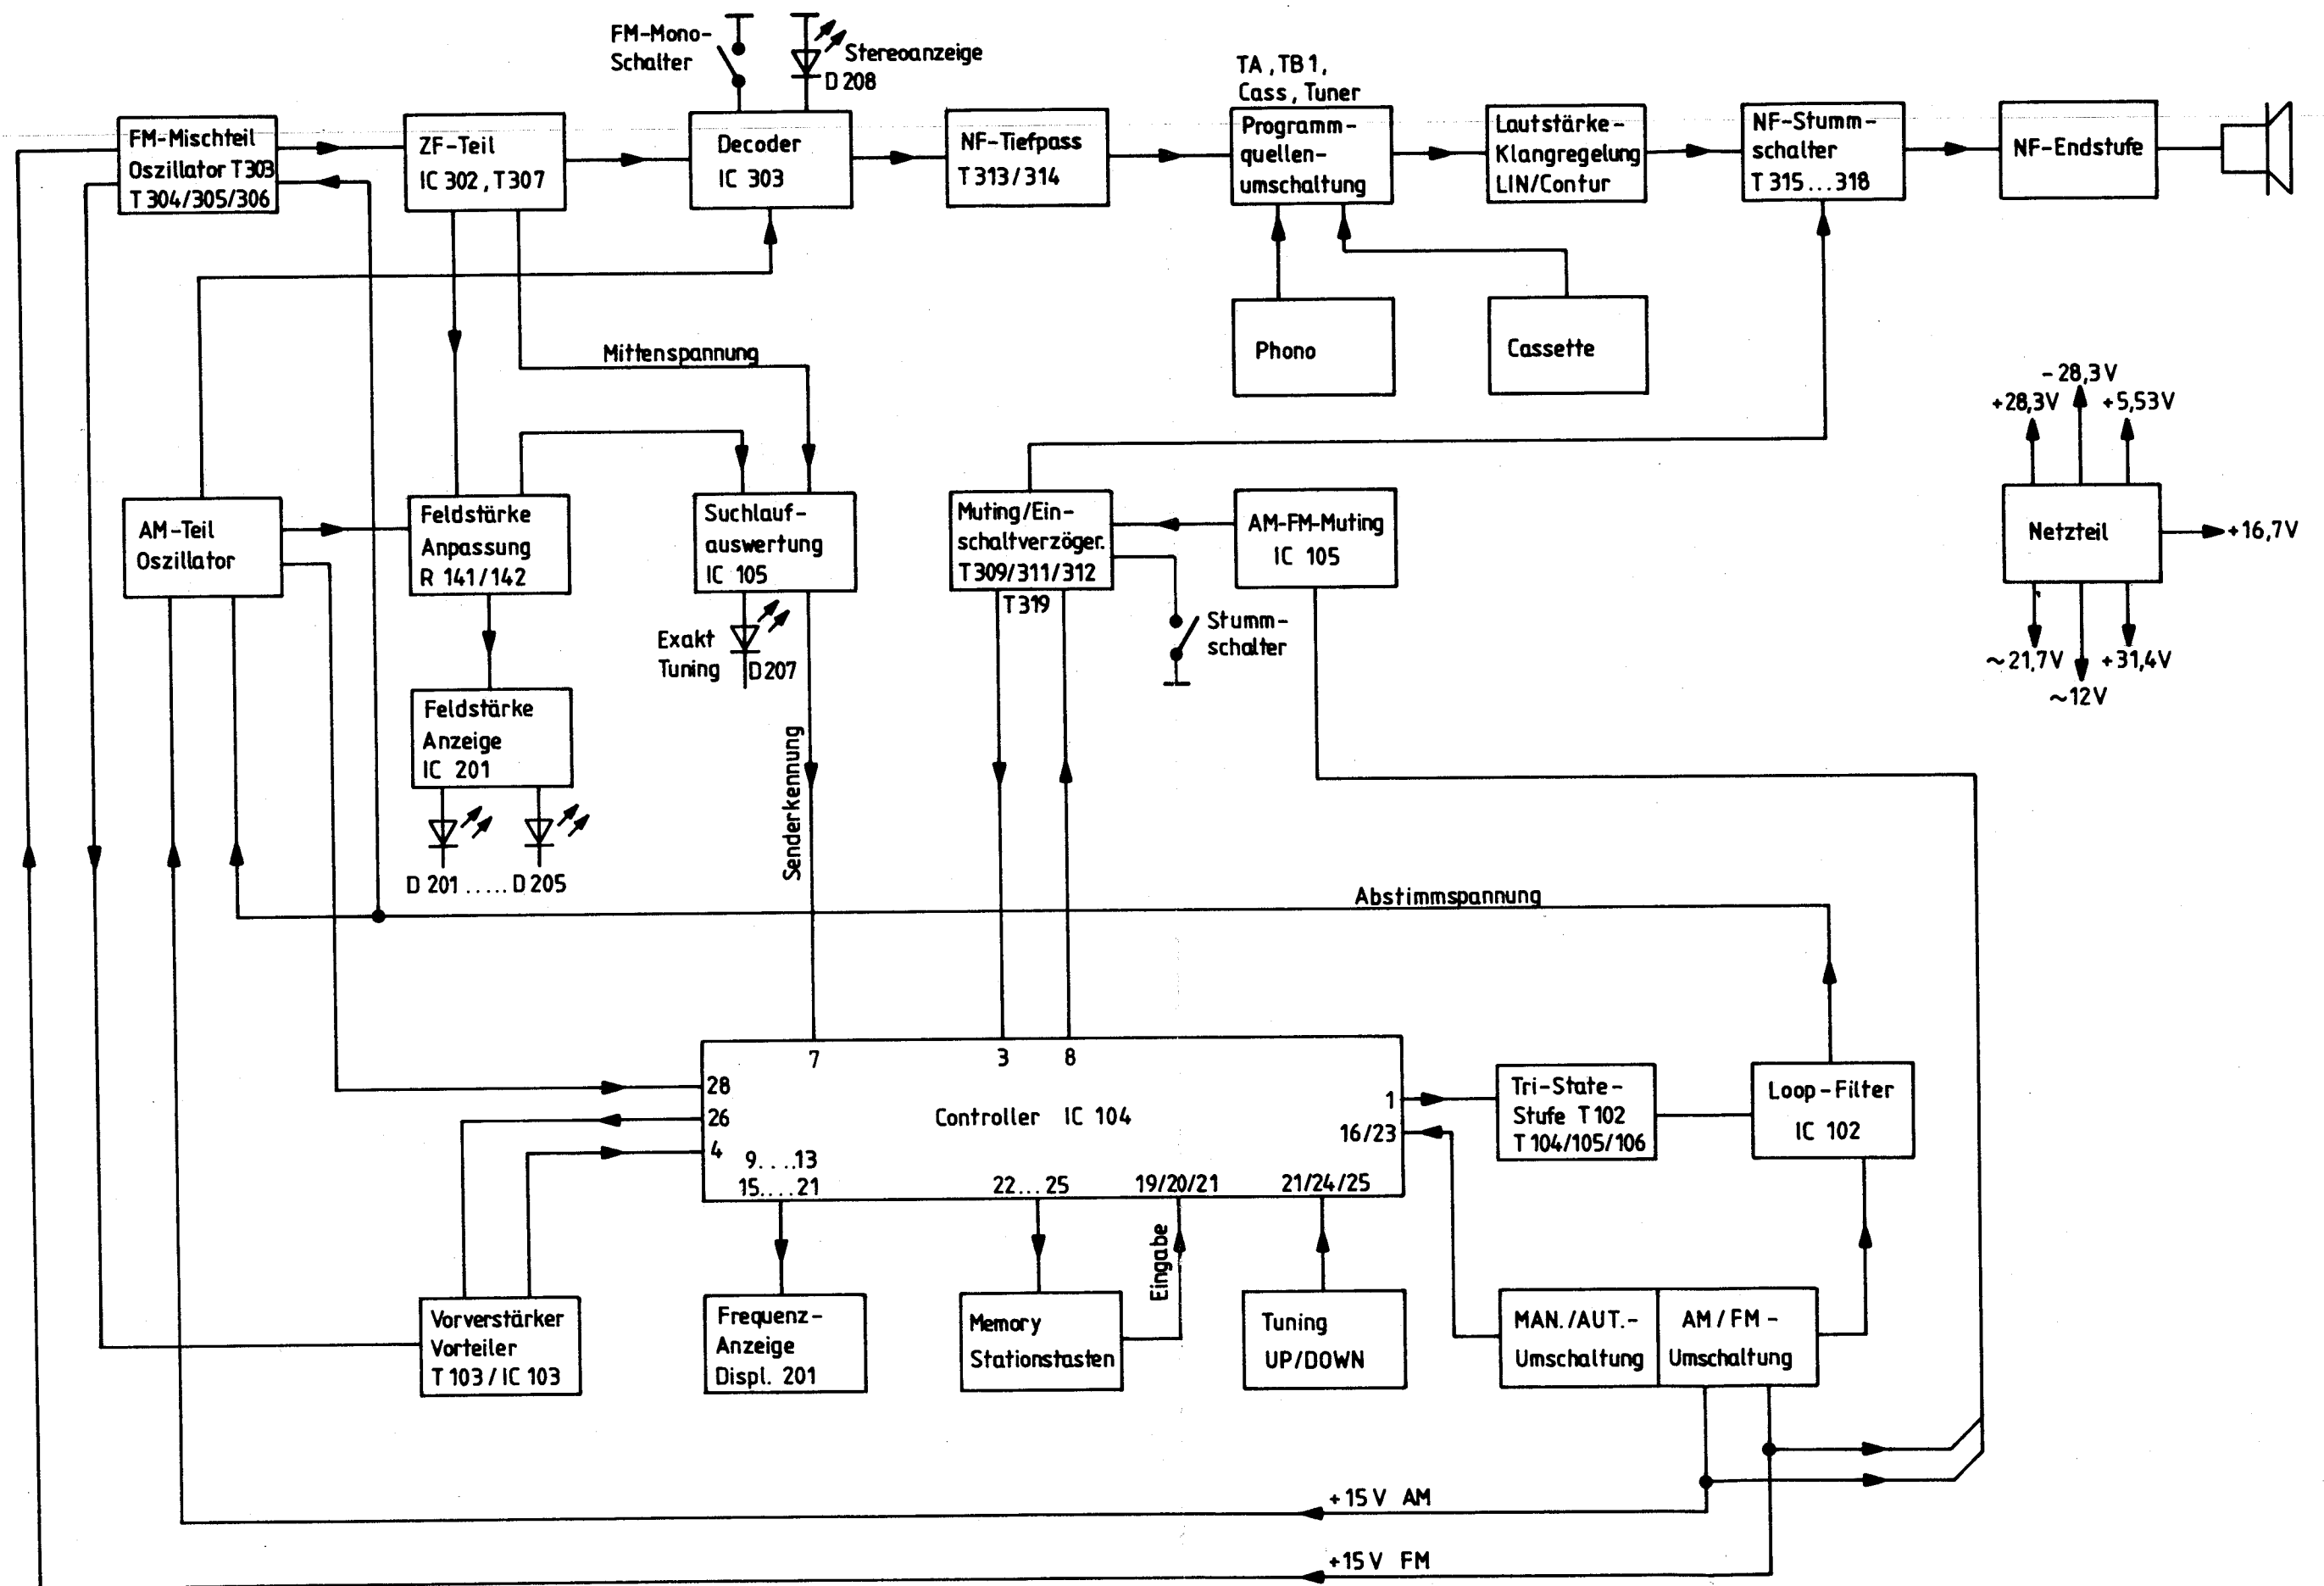 FM-Mono-
Schalter
Stereoanzeige
D 208
TA , TB 1 ,
Cass , Tuner
FM-Mischteil
Oszillator T303
T 304/305/306
ZF-Teil
IC 302 , T307
Decoder
IC 303
NF-Tiefpass
T 313 / 314
Programm-
quellen-
umschaltung
Lautstärke-
Klangregelung
LIN/Contur
NF-Stumm-
schalter
T 315...318
NF-Endstufe
Mittenspannung
Phono
Cassette
- 28,3 V
+28,3V
+5,53V
Netzteil
+16,7V
~ 21,7V
+31,4V
~12V
AM-Teil
Oszillator
Feldstärke
Anpassung
R 141/142
Suchlauf-
auswertung
IC 105
Muting/Ein-
schaltverzöger.
T309/311/312
T319
AM-FM-Muting
IC 105
Stumm-
schalter
Exakt
Tuning
D207
Feldstärke
Anzeige
IC 201
D 201 ..... D 205
Senderkennung
Abstimmspannung
7
3
8
28
26
4
9....13
15....21
Controller IC 104
1
16/23
22...25
19/20/21
21/24/25
Tri-State-
Stufe T 102
T 104/105/106
Loop-Filter
IC 102
Eingabe
Vorverstärker
Vorteiler
T 103 / IC 103
Frequenz-
Anzeige
Displ. 201
Memory
Stationstasten
Tuning
UP/DOWN
MAN./AUT.-
Umschaltung
AM / FM -
Umschaltung
+ 15 V AM
+15 V FM